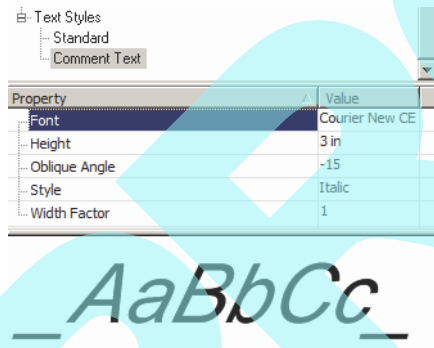 Text Styles
Standard
Comment Text
Property Value
Font Courier New CE
Height 3 in
Oblique Angle -15
Style Italic
Width Factor 1
_AaBbCc_